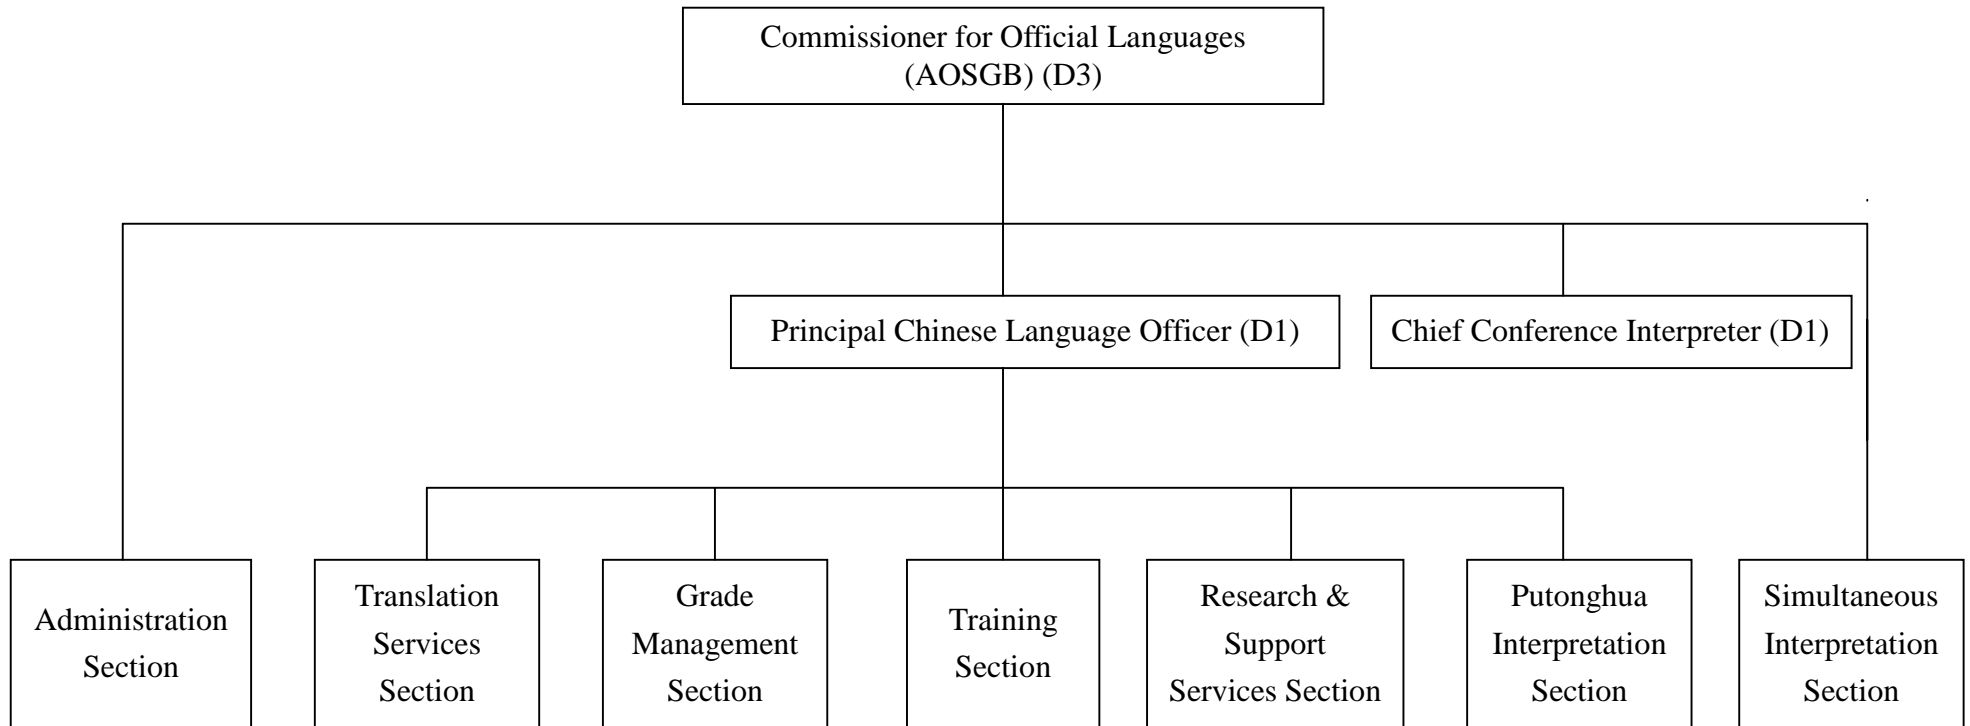 Commissioner for Official Languages
(AOSGB) (D3)
Principal Chinese Language Officer (D1)
Chief Conference Interpreter (D1)
Administration
Section
Translation
Services
Section
Grade
Management
Section
Training
Section
Research &
Support
Services Section
Putonghua
Interpretation
Section
Simultaneous
Interpretation
Section